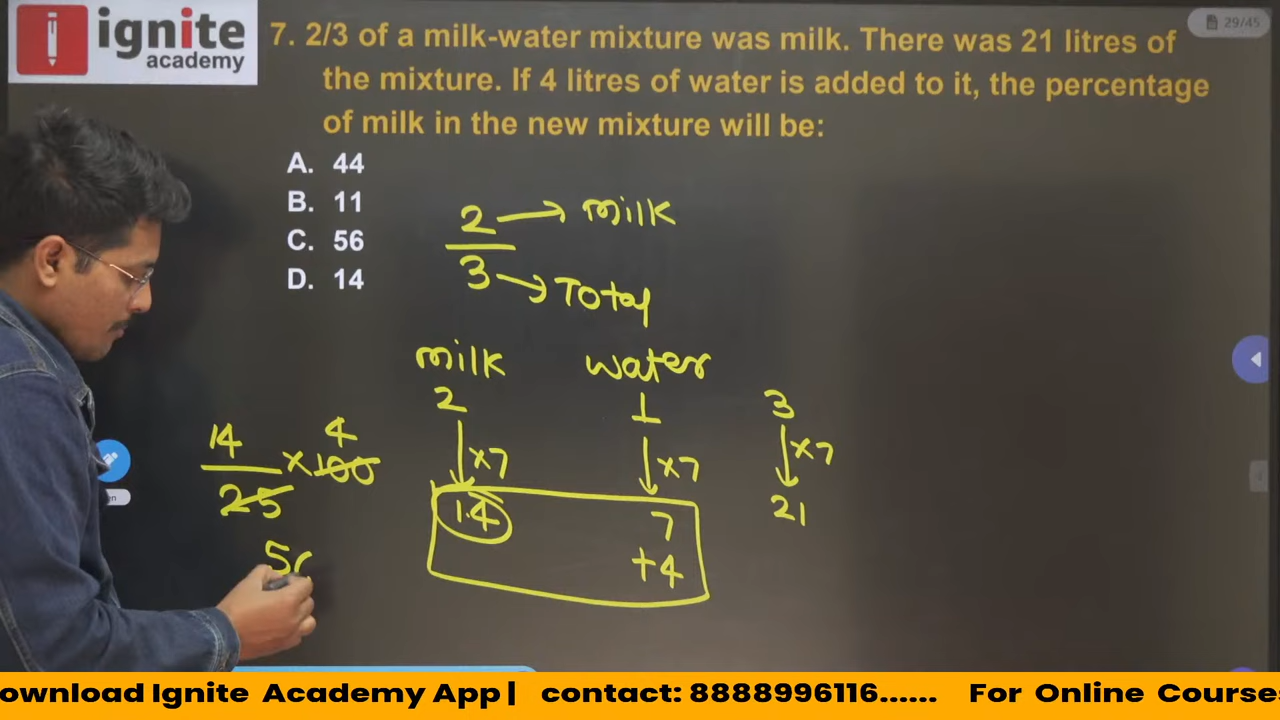 ignite
academy
29/45
7. 2/3 of a milk-water mixture was milk. There was 21 litres of
the mixture. If 4 litres of water is added to it, the percentage
of milk in the new mixture will be:
A. 44
B. 11
C. 56
D. 14
2 → milk
3 → Total
milk water
2 1 3
×7 ×7 ×7
14 7 21
+4
14 4
× 100
25
56
ownload Ignite Academy App | contact: 8888996116...... For Online Course